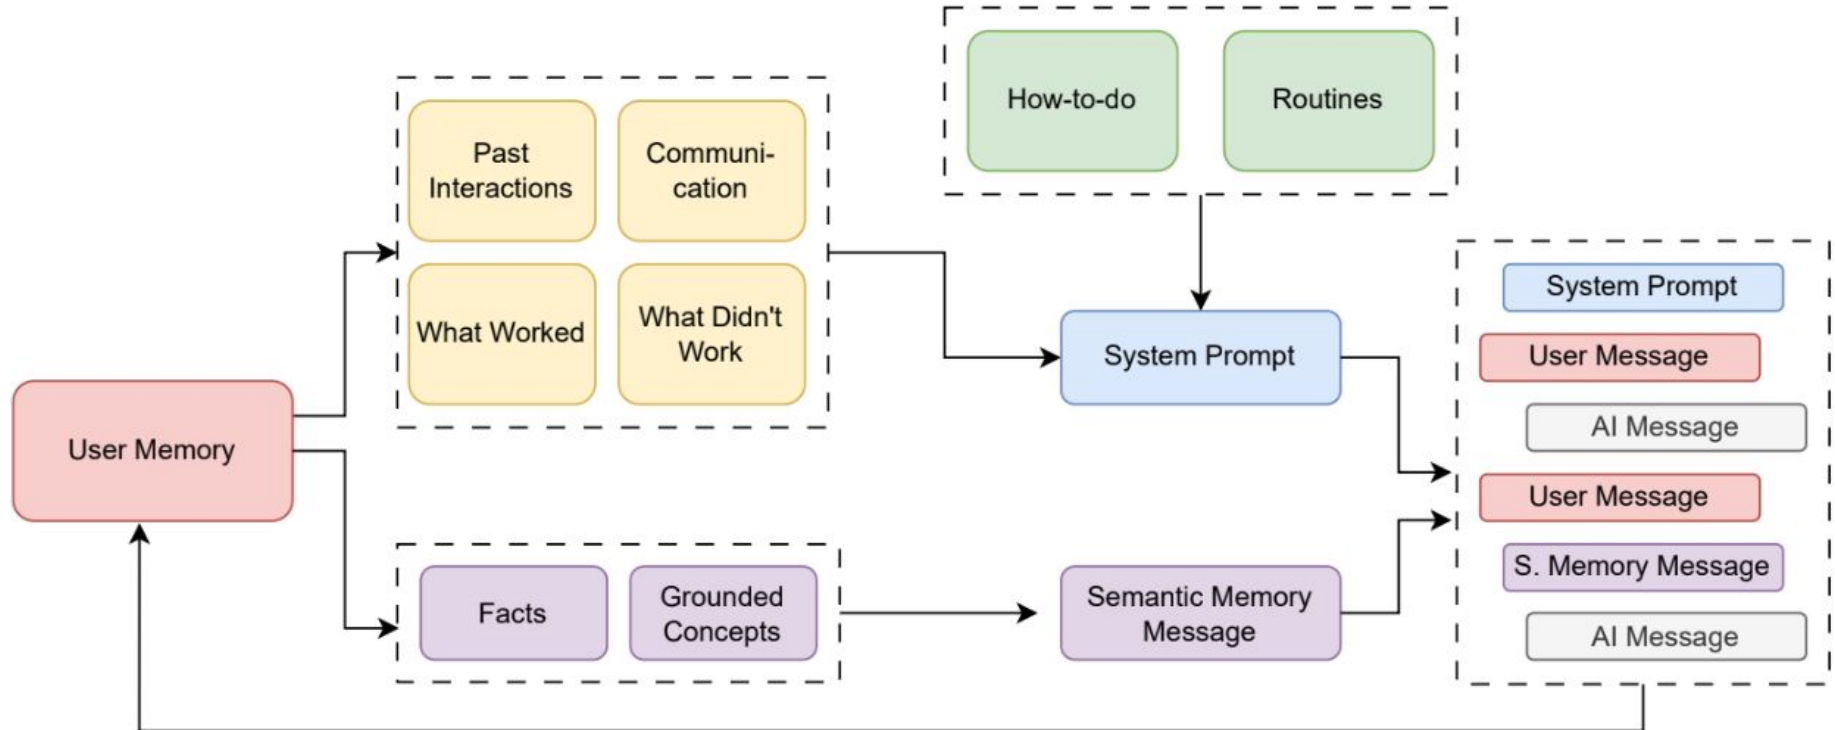 How-to-do
Routines
Past
Interactions
Communi-
cation
What Worked
What Didn't
Work
System Prompt
User Memory
Facts
Grounded
Concepts
Semantic Memory
Message
System Prompt
User Message
AI Message
User Message
S. Memory Message
AI Message